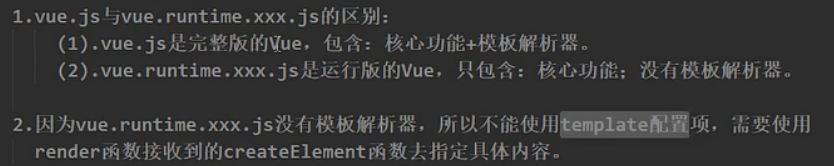 1.vue.js与vue.runtime.xxx.js的区别：
(1).vue.js是完整版的Vue，包含：核心功能+模板解析器。
(2).vue.runtime.xxx.js是运行版的Vue，只包含：核心功能；没有模板解析器。
2.因为vue.runtime.xxx.js没有模板解析器，所以不能使用template配置项，需要使用
render函数接收到的createElement函数去指定具体内容。